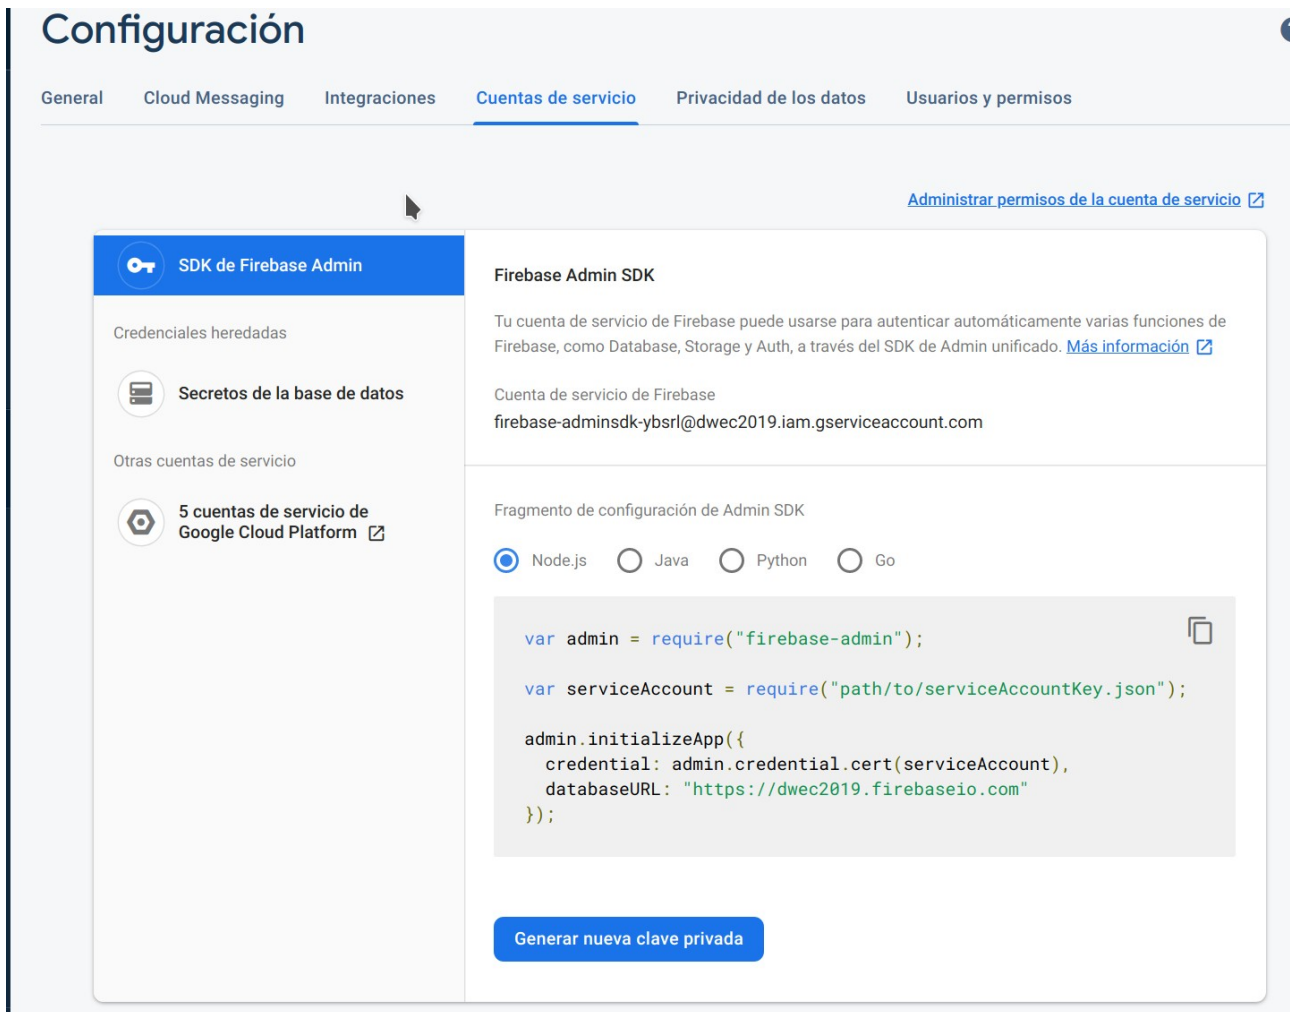 Configuración
General Cloud Messaging Integraciones Cuentas de servicio Privacidad de los datos Usuarios y permisos
Administrar permisos de la cuenta de servicio
SDK de Firebase Admin
Credenciales heredadas
Secretos de la base de datos
Otras cuentas de servicio
5 cuentas de servicio de
Google Cloud Platform
Firebase Admin SDK
Tu cuenta de servicio de Firebase puede usarse para autenticar automáticamente varias funciones de
Firebase, como Database, Storage y Auth, a través del SDK de Admin unificado. Más información
Cuenta de servicio de Firebase
firebase-adminsdk-ybsrl@dwec2019.iam.gserviceaccount.com
Fragmento de configuración de Admin SDK
Node.js Java Python Go
var admin = require("firebase-admin");
var serviceAccount = require("path/to/serviceAccountKey.json");
admin.initializeApp({
  credential: admin.credential.cert(serviceAccount),
  databaseURL: "https://dwec2019.firebaseio.com"
});
Generar nueva clave privada